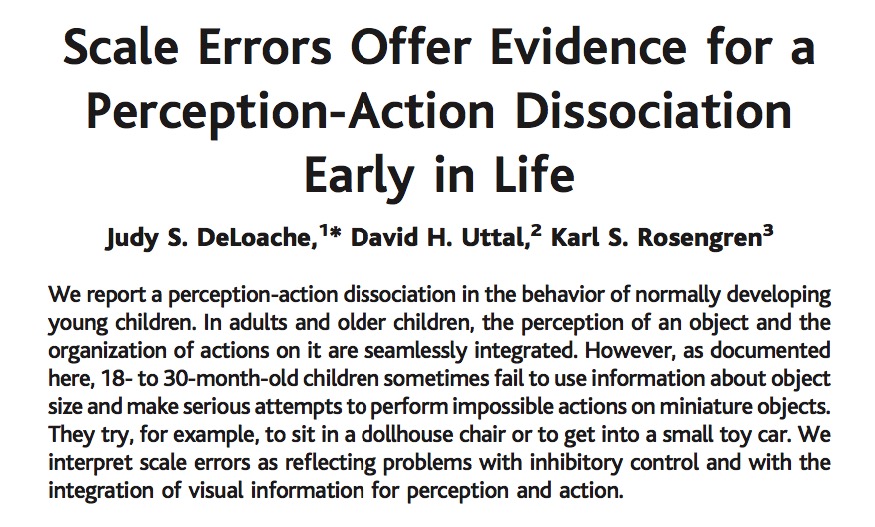 Scale Errors Offer Evidence for a
Perception-Action Dissociation
Early in Life
Judy S. DeLoache,¹* David H. Uttal,² Karl S. Rosengren³
We report a perception-action dissociation in the behavior of normally developing
young children. In adults and older children, the perception of an object and the
organization of actions on it are seamlessly integrated. However, as documented
here, 18- to 30-month-old children sometimes fail to use information about object
size and make serious attempts to perform impossible actions on miniature objects.
They try, for example, to sit in a dollhouse chair or to get into a small toy car. We
interpret scale errors as reflecting problems with inhibitory control and with the
integration of visual information for perception and action.